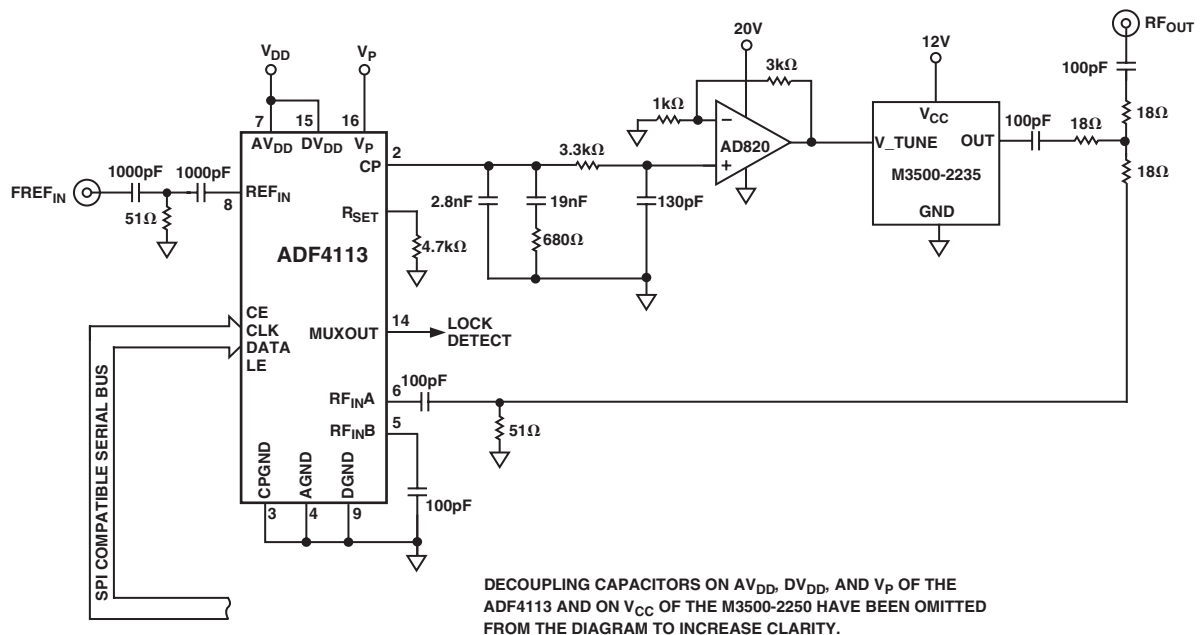 RF_OUT
20V
12V
V_DD
V_P
3kΩ
100pF
1kΩ
18Ω
7 15 16
AV_DD DV_DD V_P
V_CC
100pF
18Ω
CP
2
3.3kΩ
AD820
V_TUNE
OUT
18Ω
M3500-2235
1000pF 1000pF
FREF_IN
REF_IN
8
51Ω
2.8nF
19nF
130pF
GND
R_SET
680Ω
4.7kΩ
ADF4113
CE
CLK
DATA
LE
MUXOUT
14
LOCK
DETECT
SPI COMPATIBLE SERIAL BUS
100pF
RF_INA
6
RF_INB
5
51Ω
CPGND
AGND
DGND
100pF
3 4 9
DECOUPLING CAPACITORS ON AV_DD, DV_DD, AND V_P OF THE
ADF4113 AND ON V_CC OF THE M3500-2250 HAVE BEEN OMITTED
FROM THE DIAGRAM TO INCREASE CLARITY.